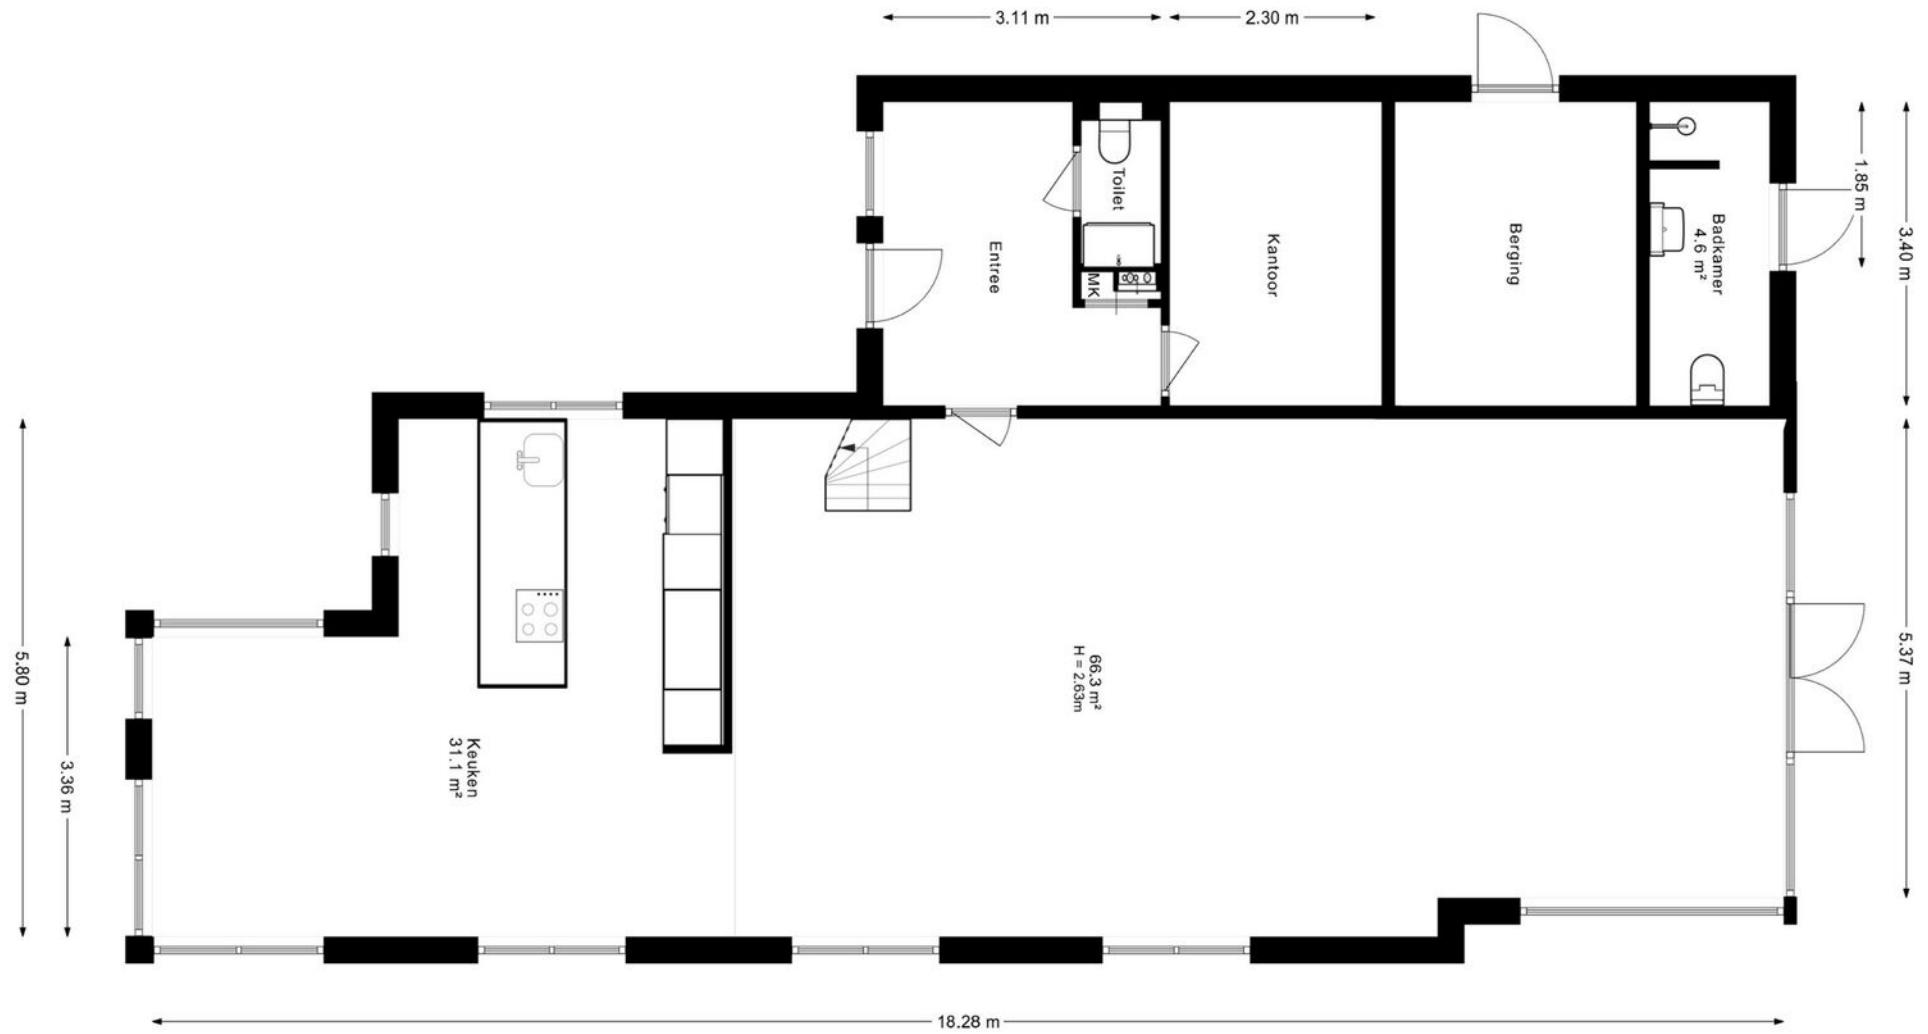 3.11 m
2.30 m
Toilet
MK
Entree
Kantoor
Berging
Badkamer
4.6 m²
1.85 m
3.40 m
5.80 m
3.36 m
Keuken
31.1 m²
66.3 m²
H = 2.63m
5.37 m
18.28 m